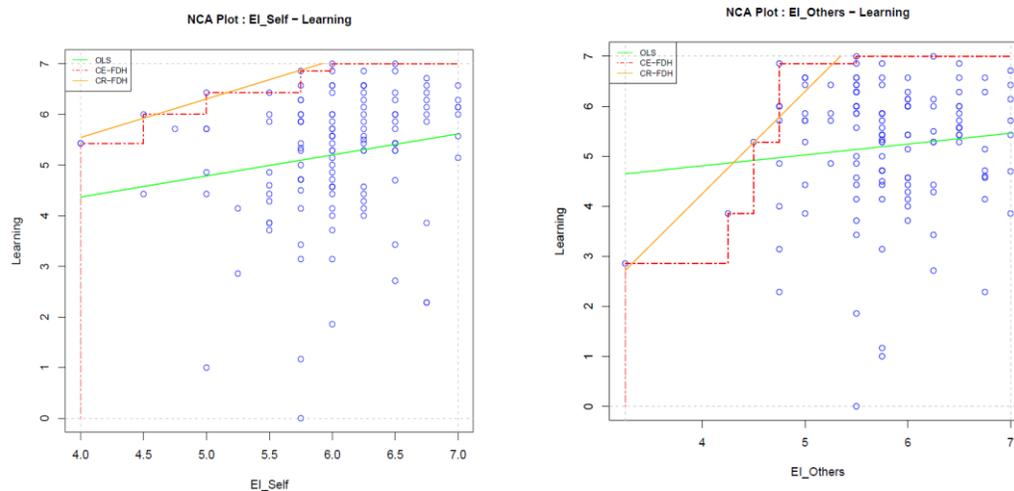 NCA Plot : EI_Self − Learning
OLS
CE−FDH
CR−FDH
7
6
5
4
3
2
1
0
Learning
4.0 4.5 5.0 5.5 6.0 6.5 7.0
EI_Self
NCA Plot : EI_Others − Learning
OLS
CE−FDH
CR−FDH
7
6
5
4
3
2
1
0
Learning
4 5 6 7
EI_Others